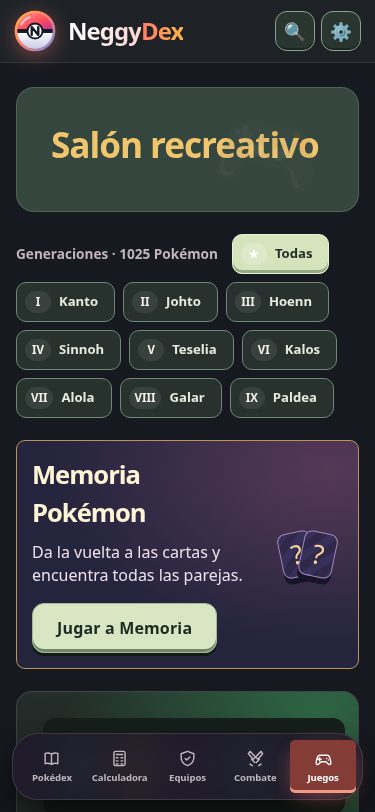 NeggyDex
Salón recreativo
Generaciones · 1025 Pokémon
★ Todas
I Kanto
II Johto
III Hoenn
IV Sinnoh
V Teselia
VI Kalos
VII Alola
VIII Galar
IX Paldea
Memoria
Pokémon
Da la vuelta a las cartas y
encuentra todas las parejas.
? ?
Jugar a Memoria
Pokédex
Calculadora
Equipos
Combate
Juegos